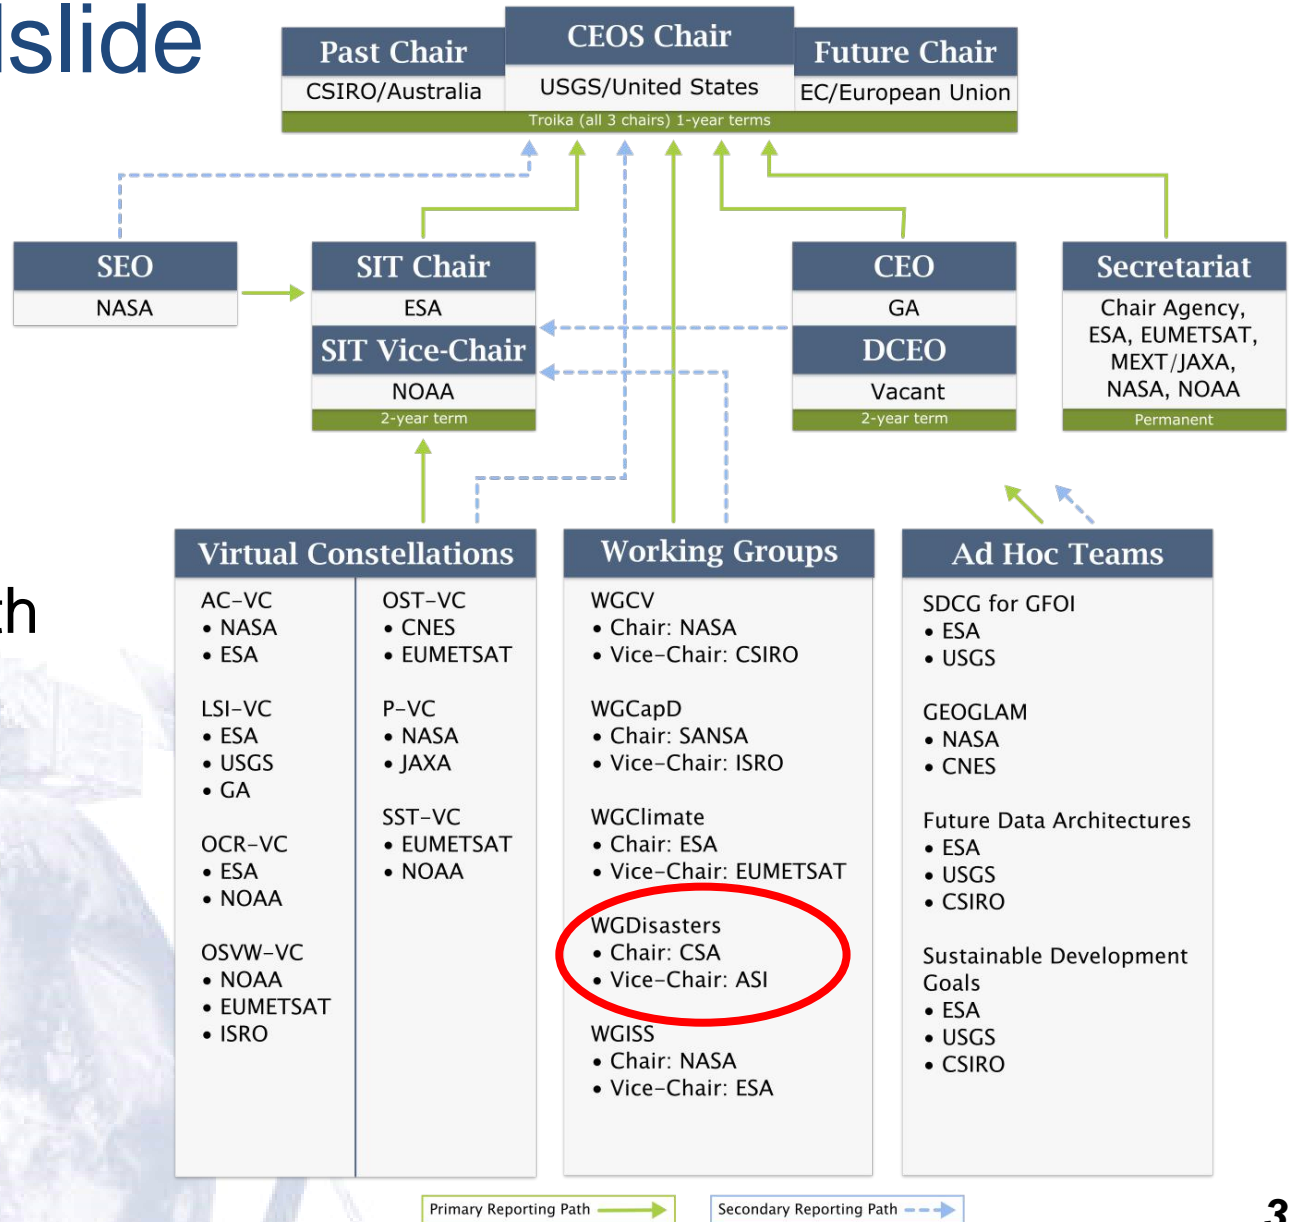 lslide
Past Chair
CSIRO/Australia
CEOS Chair
USGS/United States
Future Chair
EC/European Union
Troika (all 3 chairs) 1-year terms
SEO
NASA
SIT Chair
ESA
SIT Vice-Chair
NOAA
2-year term
CEO
GA
DCEO
Vacant
2-year term
Secretariat
Chair Agency,
ESA, EUMETSAT,
MEXT/JAXA,
NASA, NOAA
Permanent
th
Virtual Constellations
AC-VC
• NASA
• ESA
LSI-VC
• ESA
• USGS
• GA
OCR-VC
• ESA
• NOAA
OSVW-VC
• NOAA
• EUMETSAT
• ISRO
OST-VC
• CNES
• EUMETSAT
P-VC
• NASA
• JAXA
SST-VC
• EUMETSAT
• NOAA
Working Groups
WGCV
• Chair: NASA
• Vice-Chair: CSIRO
WGCapD
• Chair: SANSA
• Vice-Chair: ISRO
WGClimate
• Chair: ESA
• Vice-Chair: EUMETSAT
WGDisasters
• Chair: CSA
• Vice-Chair: ASI
WGISS
• Chair: NASA
• Vice-Chair: ESA
Ad Hoc Teams
SDCG for GFOI
• ESA
• USGS
GEOGLAM
• NASA
• CNES
Future Data Architectures
• ESA
• USGS
• CSIRO
Sustainable Development
Goals
• ESA
• USGS
• CSIRO
Primary Reporting Path
Secondary Reporting Path
3